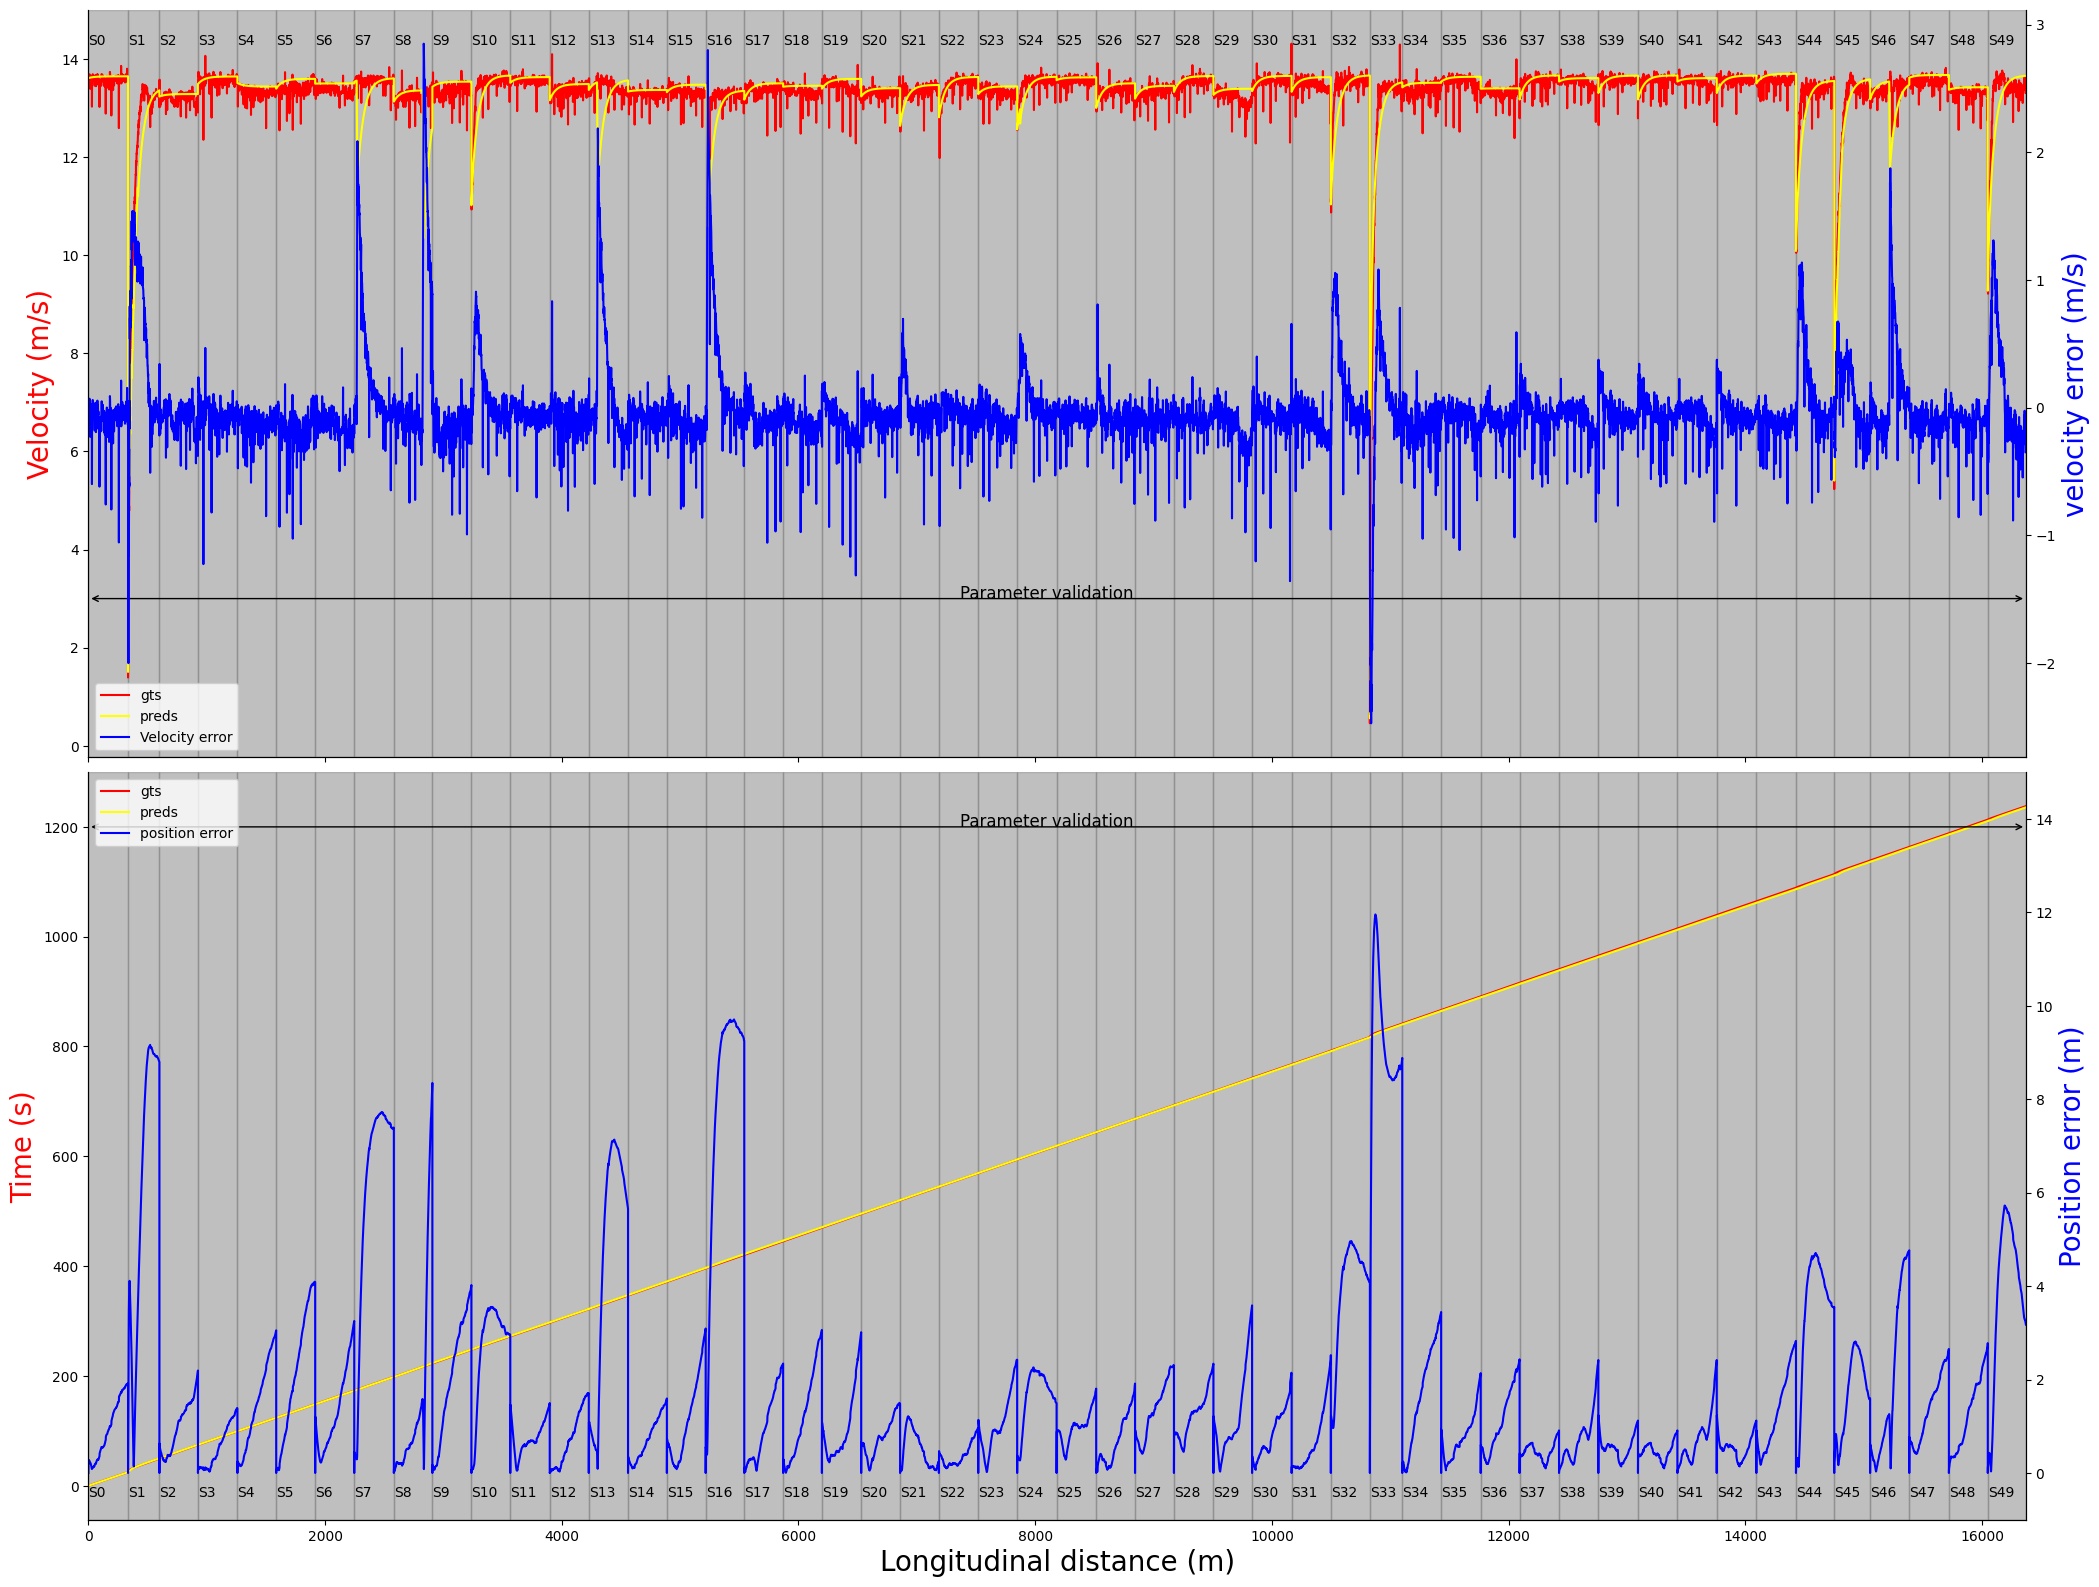 S0 S1 S2 S3 S4 S5 S6 S7 S8 S9 S10 S11 S12 S13 S14 S15 S16 S17 S18 S19 S20 S21 S22 S23 S24 S25 S26 S27 S28 S29 S30 S31 S32 S33 S34 S35 S36 S37 S38 S39 S40 S41 S42 S43 S44 S45 S46 S47 S48 S49
14
12
10
8
6
4
2
0
Velocity (m/s)
3
2
1
0
−1
−2
velocity error (m/s)
Parameter validation
gts
preds
Velocity error
gts
preds
position error
Parameter validation
1200
1000
800
600
400
200
0
Time (s)
14
12
10
8
6
4
2
0
Position error (m)
S0 S1 S2 S3 S4 S5 S6 S7 S8 S9 S10 S11 S12 S13 S14 S15 S16 S17 S18 S19 S20 S21 S22 S23 S24 S25 S26 S27 S28 S29 S30 S31 S32 S33 S34 S35 S36 S37 S38 S39 S40 S41 S42 S43 S44 S45 S46 S47 S48 S49
0 2000 4000 6000 8000 10000 12000 14000 16000
Longitudinal distance (m)